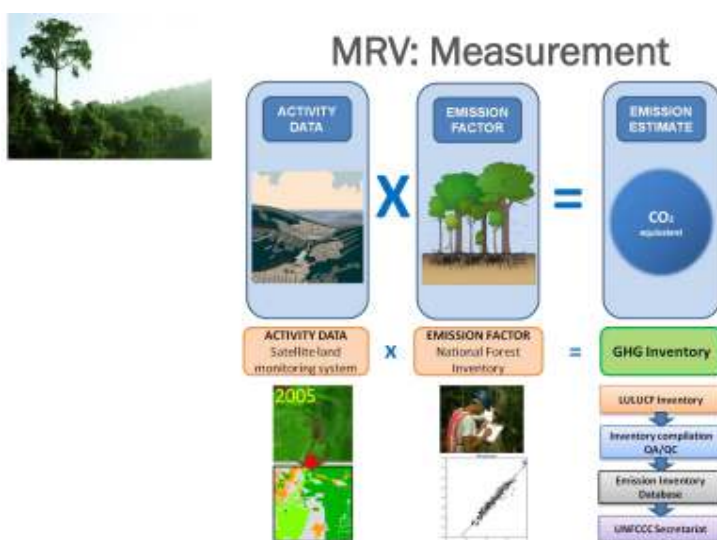 MRV: Measurement
ACTIVITY
DATA
X
EMISSION
FACTOR
=
EMISSION
ESTIMATE
CO₂
equivalent
ACTIVITY DATA
Satellite land
monitoring system
x
EMISSION FACTOR
National Forest
Inventory
=
GHG Inventory
2005
LULUCF Inventory
Inventory compilation
QA/QC
Emission Inventory
Database
UNFCCC Secretariat